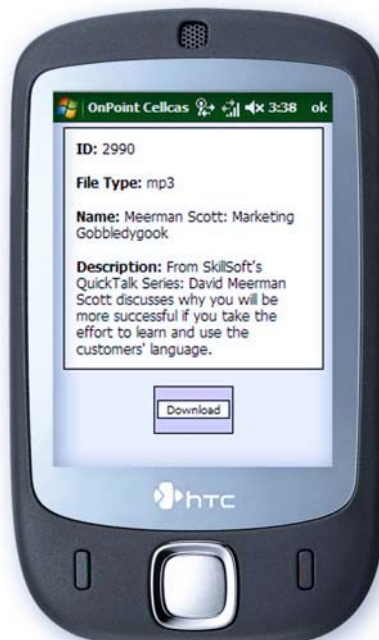 OnPoint Cellcas 3:38 ok
ID: 2990
File Type: mp3
Name: Meerman Scott: Marketing
Gobbledygook
Description: From SkillSoft's
QuickTalk Series: David Meerman
Scott discusses why you will be
more successful if you take the
effort to learn and use the
customers' language.
Download
hTC